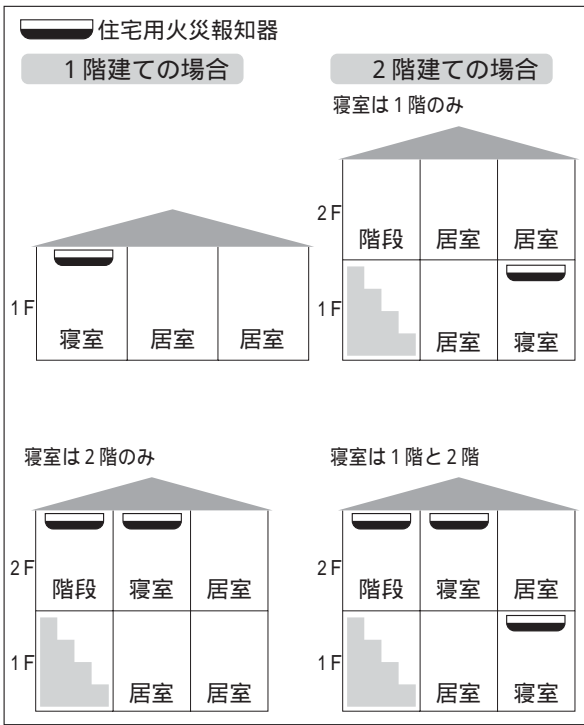 住宅用火災報知器
1階建ての場合
1F
寝室 居室 居室
2階建ての場合
寝室は1階のみ
2F
階段 居室 居室
1F
居室 寝室
寝室は2階のみ
2F
階段 寝室 居室
1F
居室 居室
寝室は1階と2階
2F
階段 寝室 居室
1F
居室 寝室